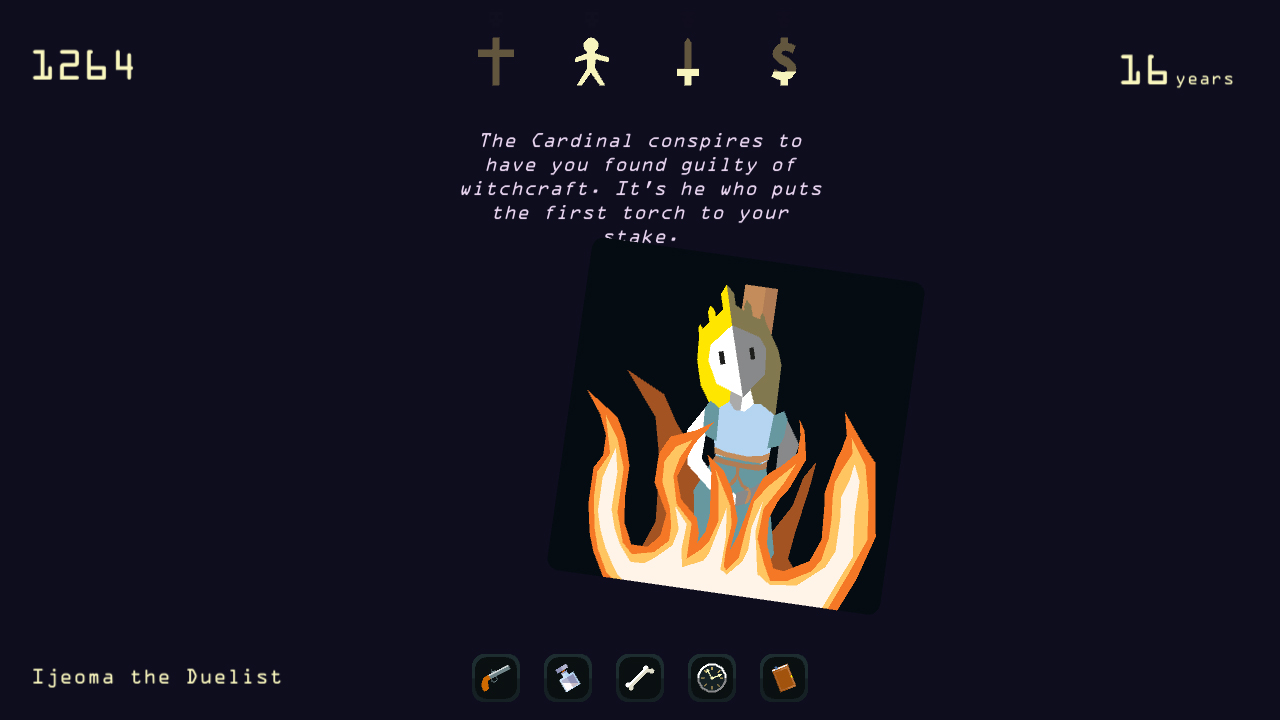 1264
16 years
The Cardinal conspires to
have you found guilty of
witchcraft. It's he who puts
the first torch to your
stake.
Ijeoma the Duelist